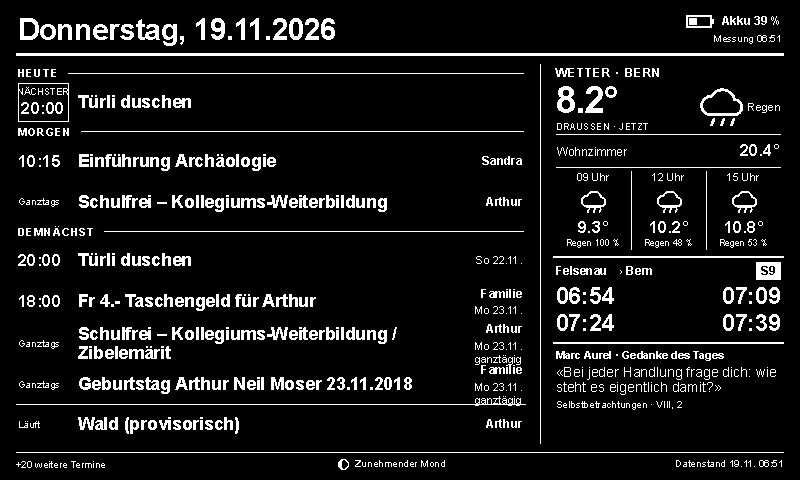 Donnerstag, 19.11.2026
Akku 39 %
Messung 06:51
HEUTE
NÄCHSTER
20:00 Türli duschen
MORGEN
10:15 Einführung Archäologie Sandra
Ganztags Schulfrei – Kollegiums-Weiterbildung Arthur
DEMNÄCHST
20:00 Türli duschen So 22.11.
18:00 Fr 4.- Taschengeld für Arthur Familie
Mo 23.11.
Ganztags Schulfrei – Kollegiums-Weiterbildung / Zibelemärit Arthur
Mo 23.11.
ganztägig
Ganztags Geburtstag Arthur Neil Moser 23.11.2018 Familie
Mo 23.11.
ganztägig
Läuft Wald (provisorisch) Arthur
WETTER · BERN
8.2° Regen
DRAUSSEN · JETZT
Wohnzimmer 20.4°
09 Uhr 12 Uhr 15 Uhr
9.3° 10.2° 10.8°
Regen 100 % Regen 48 % Regen 53 %
Felsenau › Bern S9
06:54 07:09
07:24 07:39
Marc Aurel · Gedanke des Tages
«Bei jeder Handlung frage dich: wie
steht es eigentlich damit?»
Selbstbetrachtungen · VIII, 2
+20 weitere Termine Zunehmender Mond Datenstand 19.11. 06:51